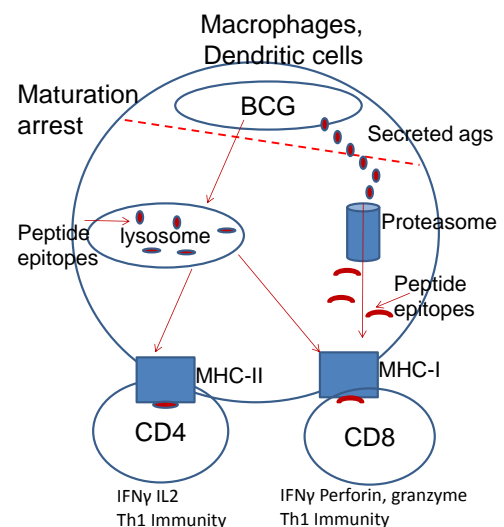 Macrophages,
Dendritic cells
Maturation
arrest
BCG
Secreted ags
Peptide
epitopes
lysosome
Proteasome
Peptide
epitopes
MHC-II
MHC-I
CD4
CD8
IFNγ IL2
Th1 Immunity
IFNγ Perforin, granzyme
Th1 Immunity